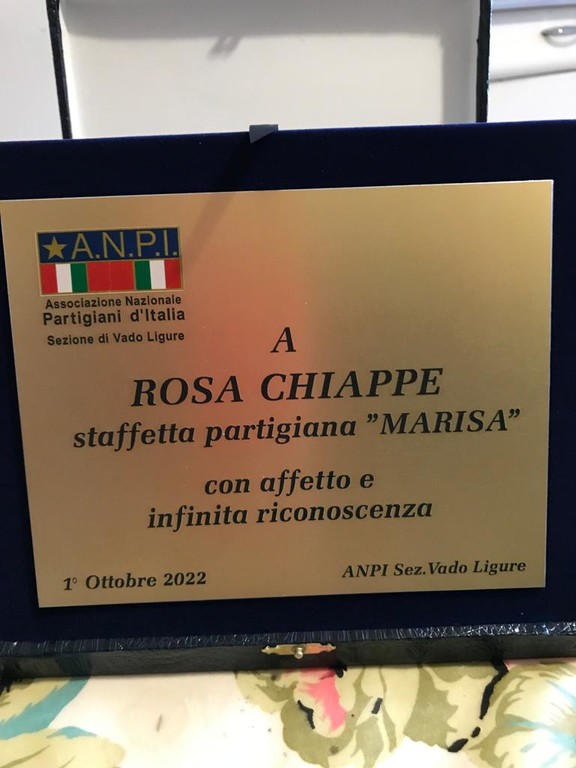 A.N.P.I.
Associazione Nazionale
Partigiani d'Italia
Sezione di Vado Ligure
A
ROSA CHIAPPE
staffetta partigiana "MARISA"
con affetto e
infinita riconoscenza
1° Ottobre 2022
ANPI Sez.Vado Ligure